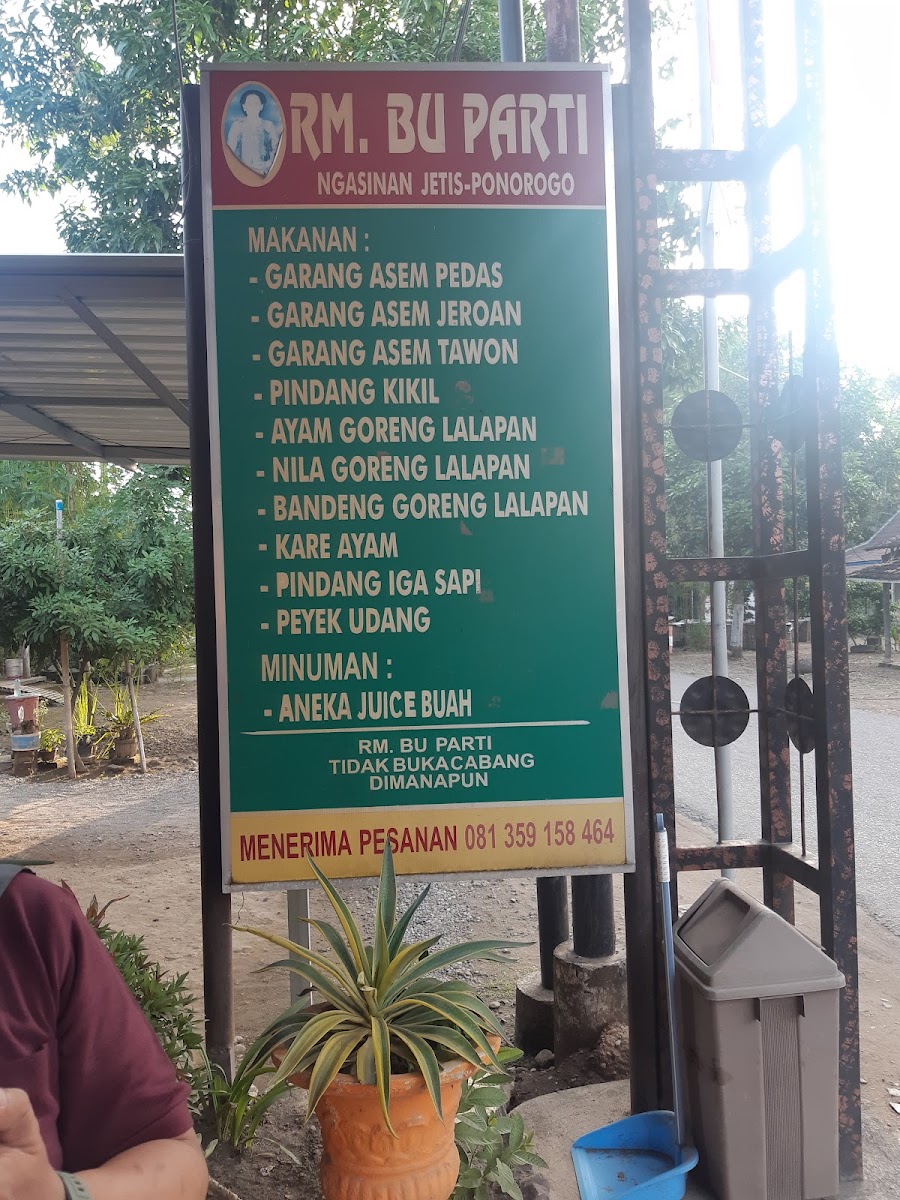 RM. BU PARTI
NGASINAN JETIS-PONOROGO
MAKANAN :
- GARANG ASEM PEDAS
- GARANG ASEM JEROAN
- GARANG ASEM TAWON
- PINDANG KIKIL
- AYAM GORENG LALAPAN
- NILA GORENG LALAPAN
- BANDENG GORENG LALAPAN
- KARE AYAM
- PINDANG IGA SAPI
- PEYEK UDANG
MINUMAN :
- ANEKA JUICE BUAH
RM. BU PARTI
TIDAK BUKA CABANG
DIMANAPUN
MENERIMA PESANAN 081 359 158 464